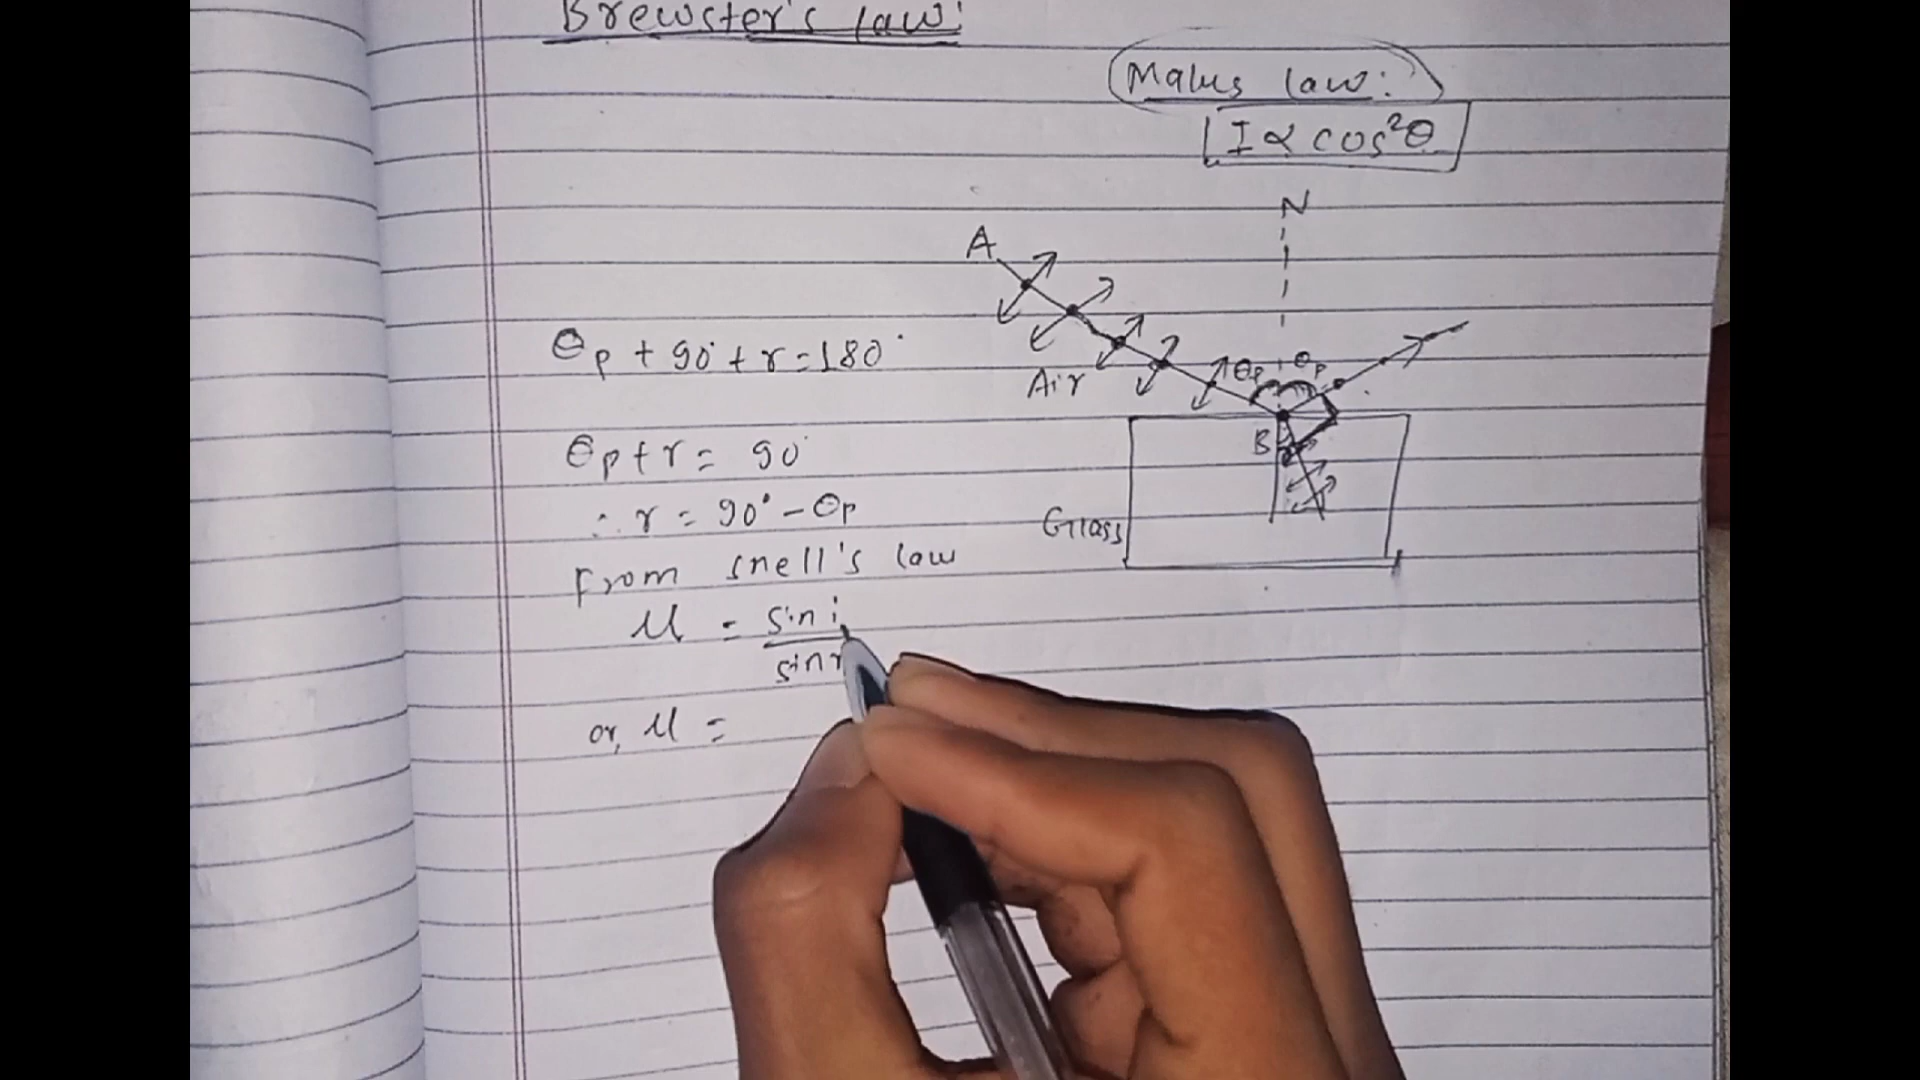 Brewster's law:
Malus law:
I ∝ cos²θ
N
A
θp + 90° + r = 180°
θp θp
Air
θp + r = 90°
B
∴ r = 90° - θp
Glass
From snell's law
μ = sin i / sin r
or, μ =